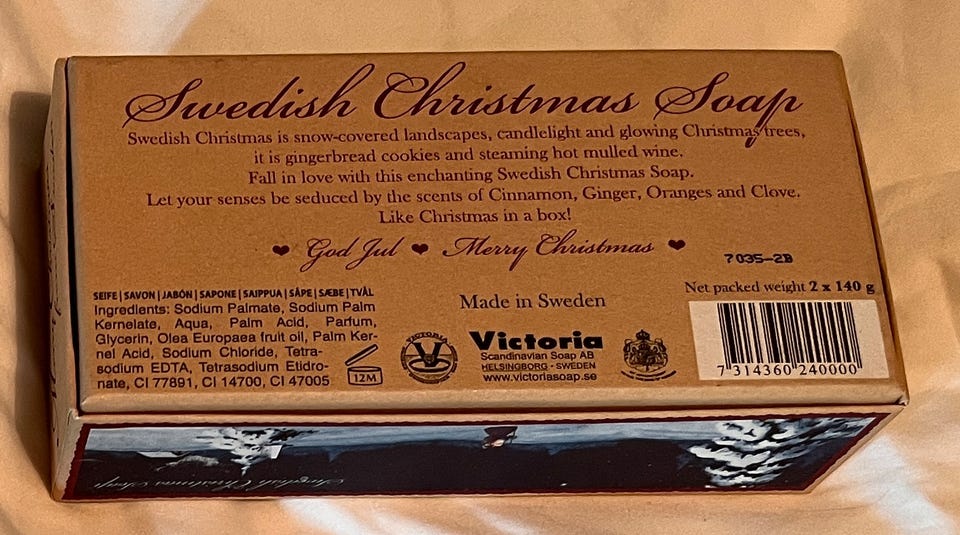 Swedish Christmas Soap
Swedish Christmas is snow-covered landscapes, candlelight and glowing Christmas trees,
it is gingerbread cookies and steaming hot mulled wine.
Fall in love with this enchanting Swedish Christmas Soap.
Let your senses be seduced by the scents of Cinnamon, Ginger, Oranges and Clove.
Like Christmas in a box!
❤ God Jul ❤ Merry Christmas ❤
7035-2B
SEIFE | SAVON | JABÓN | SAPONE | SAIPPUA | SÅPE | SÆBE | TVÅL
Ingredients: Sodium Palmate, Sodium Palm
Kernelate, Aqua, Palm Acid, Parfum,
Glycerin, Olea Europaea fruit oil, Palm Ker-
nel Acid, Sodium Chloride, Tetra-
sodium EDTA, Tetrasodium Etidro-
nate, CI 77891, CI 14700, CI 47005
12M
Made in Sweden
VICTORIA
Victoria
Scandinavian Soap AB
HELSINGBORG · SWEDEN
www.victoriasoap.se
Net packed weight 2 x 140 g
7 314360 240000
Swedish Christmas Soap